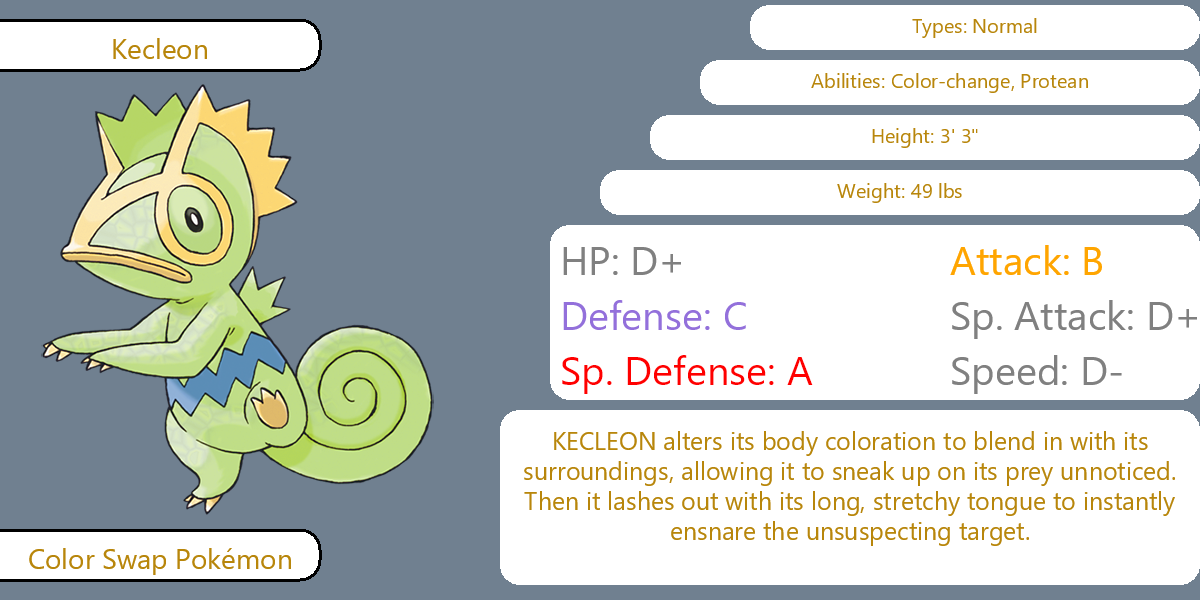 Kecleon
Types: Normal
Abilities: Color-change, Protean
Height: 3' 3"
Weight: 49 lbs
HP: D+
Attack: B
Defense: C
Sp. Attack: D+
Sp. Defense: A
Speed: D-
KECLEON alters its body coloration to blend in with its
surroundings, allowing it to sneak up on its prey unnoticed.
Then it lashes out with its long, stretchy tongue to instantly
ensnare the unsuspecting target.
Color Swap Pokémon